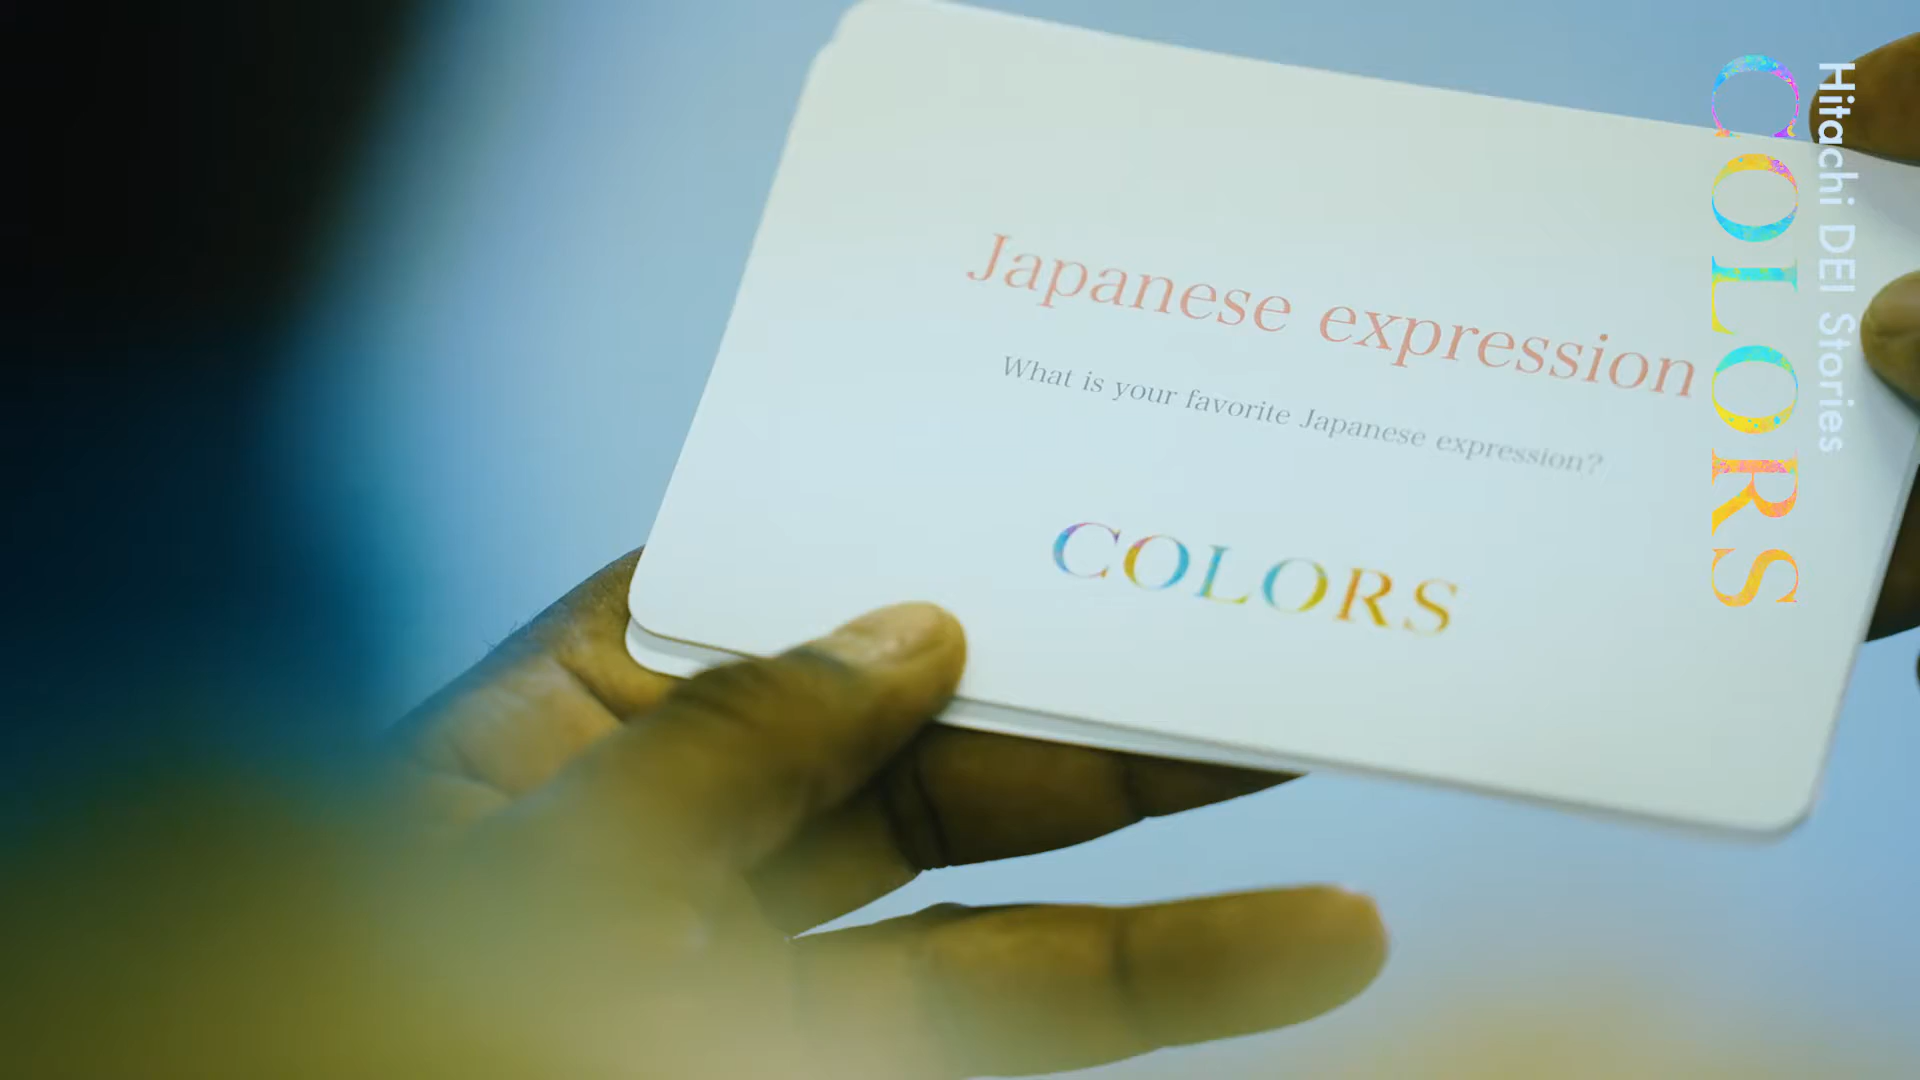 Japanese expression
What is your favorite Japanese expression?
COLORS
Hitachi DEI Stories
COLORS